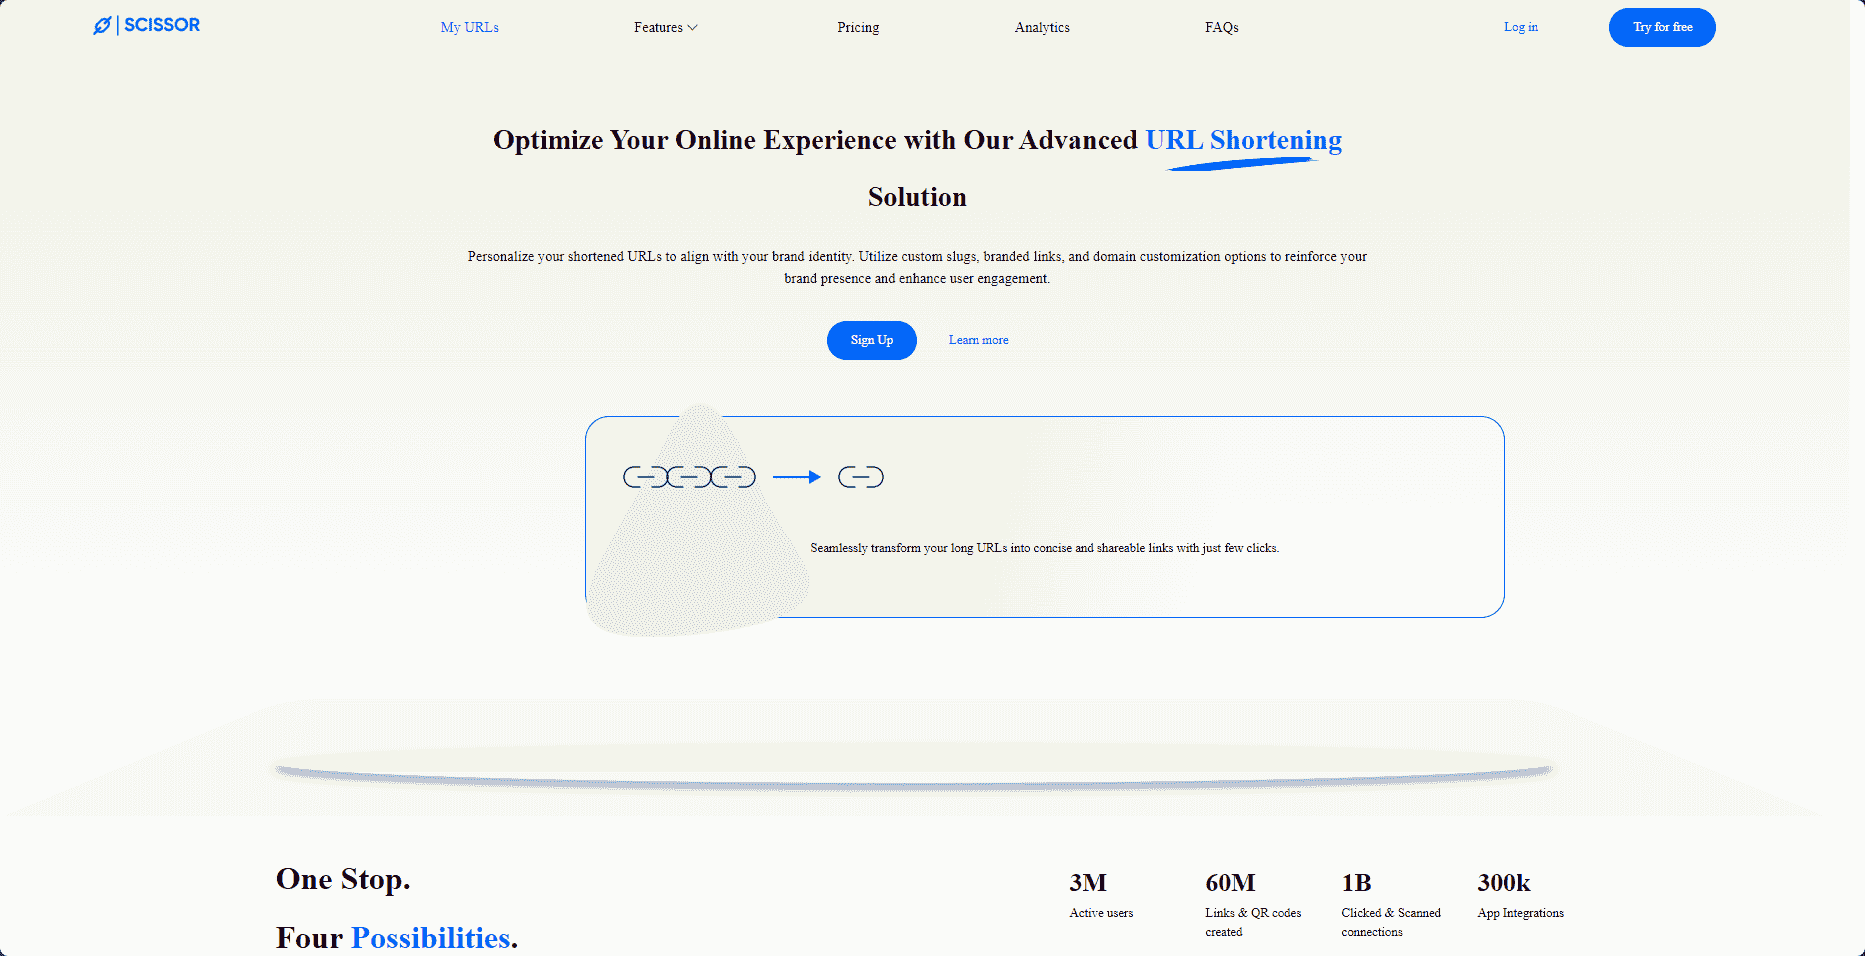 SCISSOR
My URLs
Features
Pricing
Analytics
FAQs
Log in
Try for free
Optimize Your Online Experience with Our Advanced URL Shortening
Solution
Personalize your shortened URLs to align with your brand identity. Utilize custom slugs, branded links, and domain customization options to reinforce your
brand presence and enhance user engagement.
Sign Up
Learn more
Seamlessly transform your long URLs into concise and shareable links with just few clicks.
One Stop.
Four Possibilities.
3M
Active users
60M
Links & QR codes
created
1B
Clicked & Scanned
connections
300k
App Integrations